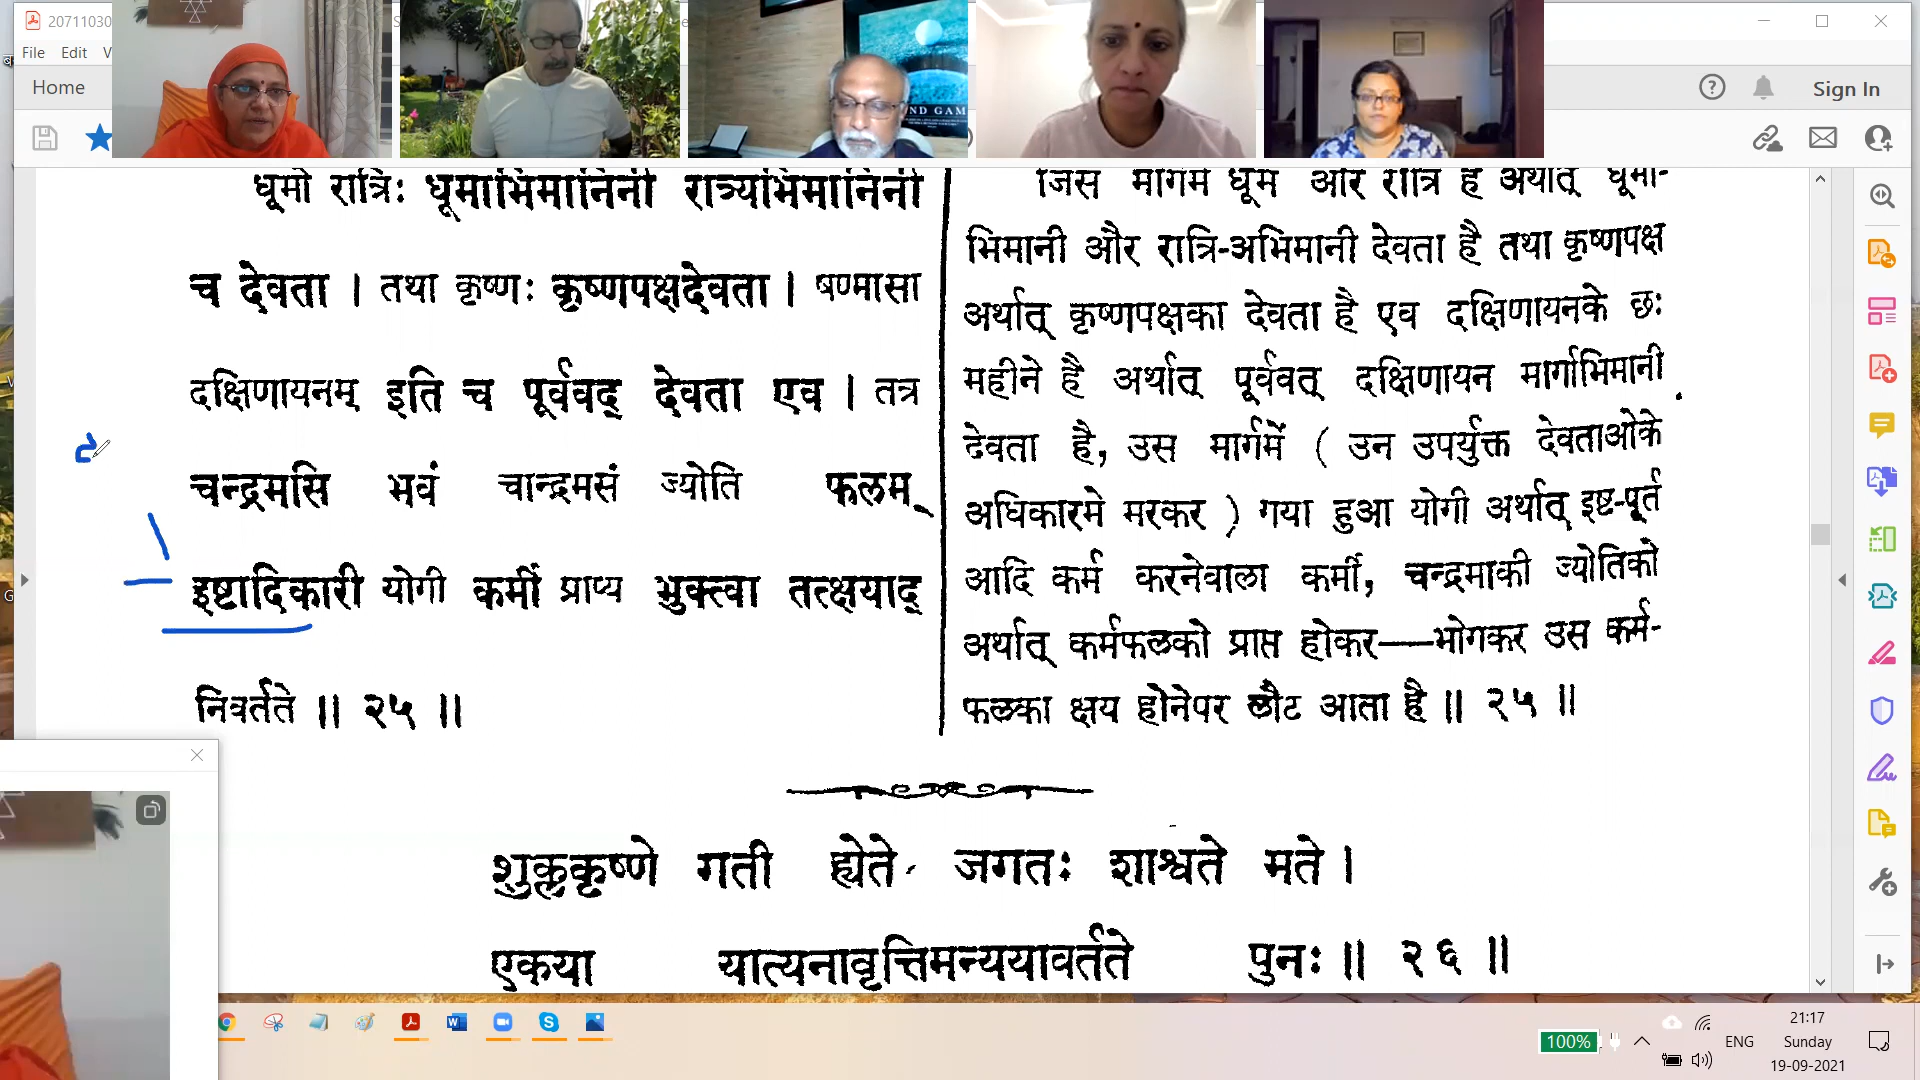 20711030
File Edit V
Home
Sign In
ND GAM
धूमो रात्रिः धूमाभिमानिनी रात्र्यभिमानिनी
च देवता । तथा कृष्णः कृष्णपक्षदेवता । षण्मासा
दक्षिणायनम् इति च पूर्ववद् देवता एव । तत्र
चन्द्रमसि भवं चान्द्रमसं ज्योति फलम्
इष्टादिकारी योगी कर्मी प्राप्य भुक्त्वा तत्क्षयाद्
निवर्तते ॥ २५ ॥
जिस मार्गमें धूम और रात्रि है अर्थात् धूमा-
भिमानी और रात्रि-अभिमानी देवता है तथा कृष्णपक्ष
अर्थात् कृष्णपक्षका देवता है एव दक्षिणायनके छः
महीने है अर्थात् पूर्ववत् दक्षिणायन मार्गाभिमानी
देवता है, उस मार्गमें ( उन उपर्युक्त देवताओके
अधिकारमे मरकर ) गया हुआ योगी अर्थात् इष्ट-पूर्त
आदि कर्म करनेवाला कर्मी, चन्द्रमाकी ज्योतिको
अर्थात् कर्मफलको प्राप्त होकर—भोगकर उस कर्म-
फलका क्षय होनेपर लौट आता है ॥ २५ ॥
शुक्लकृष्णे गती ह्येते जगतः शाश्वते मते ।
एकया यात्यनावृत्तिमन्ययावर्तते पुनः ॥ २६ ॥
100%
ENG
21:17
Sunday
19-09-2021